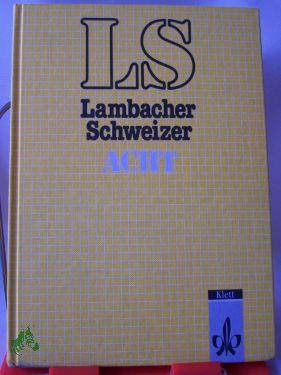 LS
Lambacher
Schweizer
ACHT
Klett